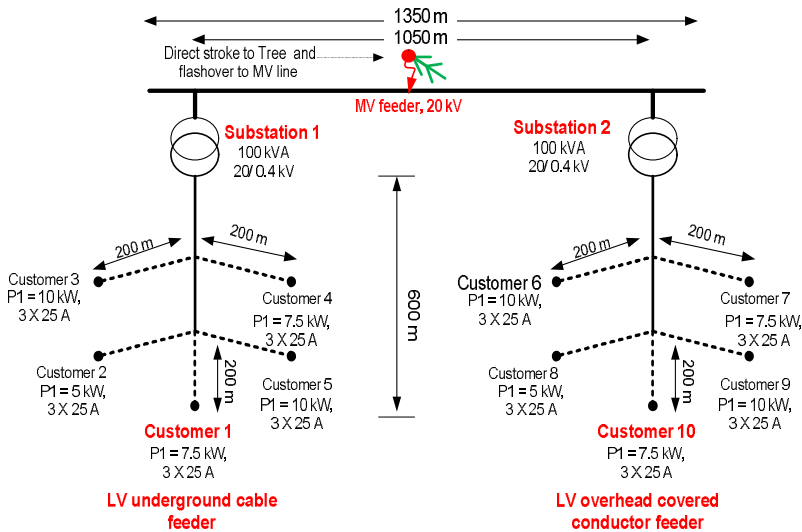 1350 m
1050 m
Direct stroke to Tree and
flashover to MV line
MV feeder, 20 kV
Substation 1
100 kVA
20/ 0.4 kV
Substation 2
100 kVA
20/ 0.4 kV
200 m
200 m
Customer 3
P1 = 10 kW,
3 X 25 A
Customer 4
P1 = 7.5 kW,
3 X 25 A
Customer 2
P1 = 5 kW,
3 X 25 A
200 m
Customer 5
P1 = 10 kW,
3 X 25 A
Customer 1
P1 = 7.5 kW,
3 X 25 A
LV underground cable
feeder
600 m
200 m
200 m
Customer 6
P1 = 10 kW,
3 X 25 A
Customer 7
P1 = 7.5 kW,
3 X 25 A
Customer 8
P1 = 5 kW,
3 X 25 A
200 m
Customer 9
P1 = 10 kW,
3 X 25 A
Customer 10
P1 = 7.5 kW,
3 X 25 A
LV overhead covered
conductor feeder